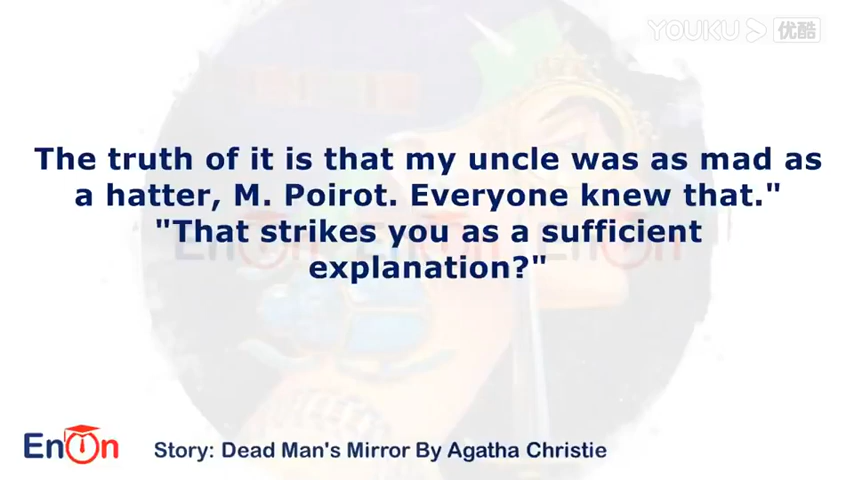 YOUKU 优酷
The truth of it is that my uncle was as mad as
a hatter, M. Poirot. Everyone knew that."
"That strikes you as a sufficient
explanation?"
EnOn
Story: Dead Man's Mirror By Agatha Christie